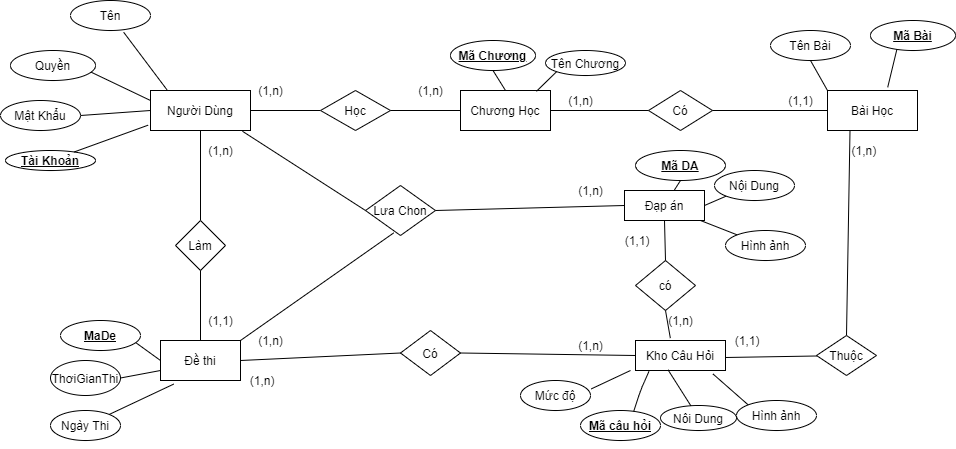 Tên
Quyền
Mật Khẩu
Tài Khoản
Người Dùng
(1,n)
Học
(1,n)
Mã Chương
Tên Chương
Chương Học
(1,n)
Có
(1,1)
Tên Bài
Mã Bài
Bài Học
(1,n)
(1,n)
Lưa Chon
(1,n)
Mã DA
Nội Dung
Đạp án
Hình ảnh
(1,1)
Làm
có
(1,n)
(1,1)
MaDe
ThơiGianThi
Ngày Thi
Đề thi
(1,n)
(1,n)
Có
(1,n)
Kho Câu Hỏi
(1,1)
Thuộc
Mức độ
Mã câu hỏi
Nôi Dung
Hình ảnh